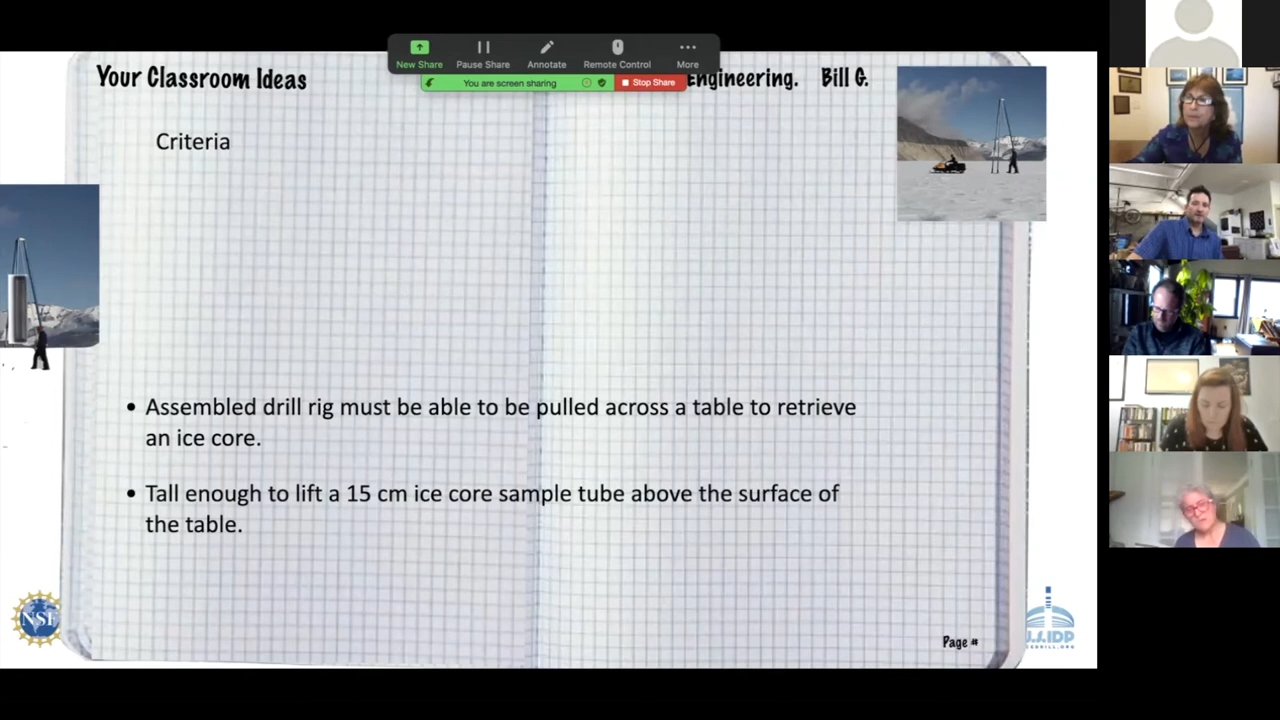 New Share
Pause Share
Annotate
Remote Control
More
You are screen sharing
Stop Share
Your Classroom Ideas
Engineering. Bill G.
Criteria
• Assembled drill rig must be able to be pulled across a table to retrieve
an ice core.
• Tall enough to lift a 15 cm ice core sample tube above the surface of
the table.
NSF
Page #